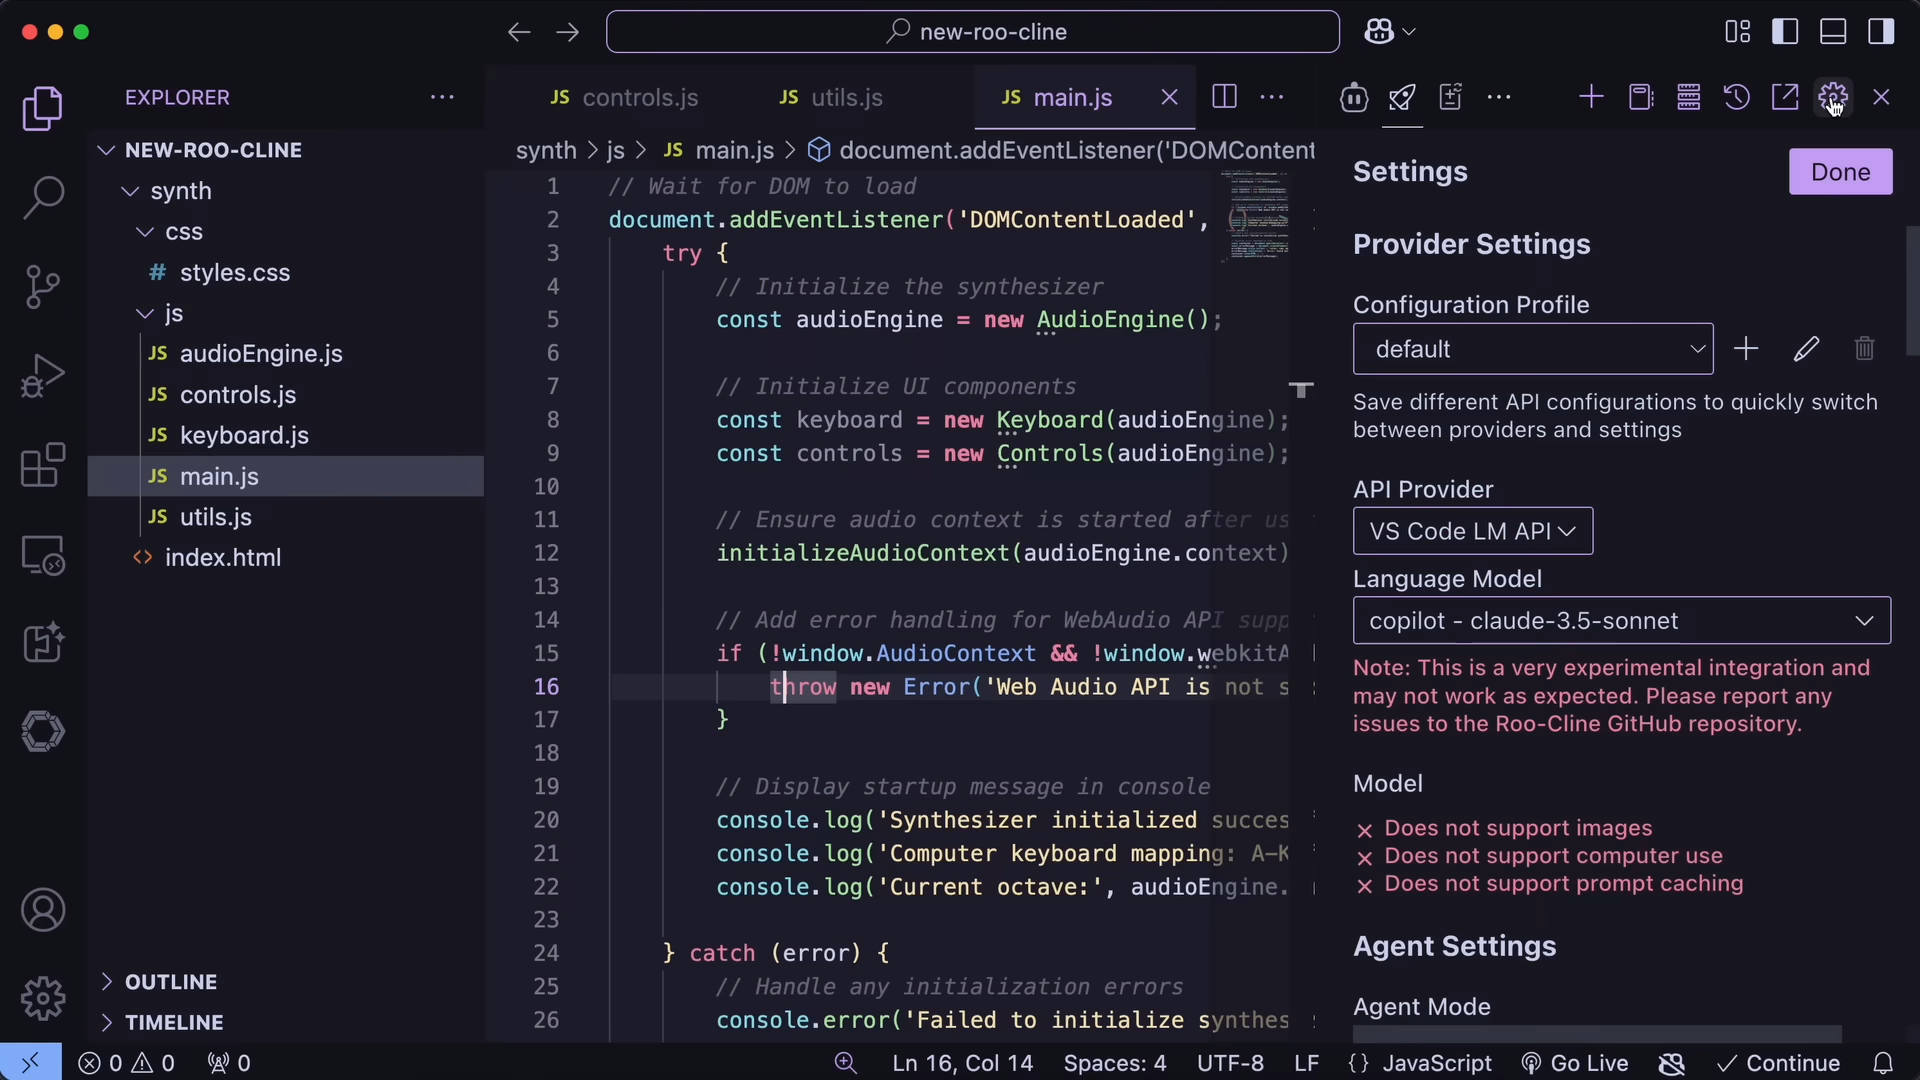 new-roo-cline
EXPLORER
NEW-ROO-CLINE
synth
css
# styles.css
js
JS audioEngine.js
JS controls.js
JS keyboard.js
JS main.js
JS utils.js
<> index.html
OUTLINE
TIMELINE
JS controls.js
JS utils.js
JS main.js
synth > js > JS main.js > document.addEventListener('DOMContent
1 // Wait for DOM to load
2 document.addEventListener('DOMContentLoaded',
3 try {
4 // Initialize the synthesizer
5 const audioEngine = new AudioEngine();
6
7 // Initialize UI components
8 const keyboard = new Keyboard(audioEngine);
9 const controls = new Controls(audioEngine);
10
11 // Ensure audio context is started after us
12 initializeAudioContext(audioEngine.context)
13
14 // Add error handling for WebAudio API supp
15 if (!window.AudioContext && !window.webkitA
16 throw new Error('Web Audio API is not s
17 }
18
19 // Display startup message in console
20 console.log('Synthesizer initialized succes
21 console.log('Computer keyboard mapping: A-K
22 console.log('Current octave:', audioEngine.
23
24 } catch (error) {
25 // Handle any initialization errors
26 console.error('Failed to initialize synthes
Settings
Done
Provider Settings
Configuration Profile
default
Save different API configurations to quickly switch
between providers and settings
API Provider
VS Code LM API
Language Model
copilot - claude-3.5-sonnet
Note: This is a very experimental integration and
may not work as expected. Please report any
issues to the Roo-Cline GitHub repository.
Model
Does not support images
Does not support computer use
Does not support prompt caching
Agent Settings
Agent Mode
0 0 0 Ln 16, Col 14 Spaces: 4 UTF-8 LF {} JavaScript Go Live Continue